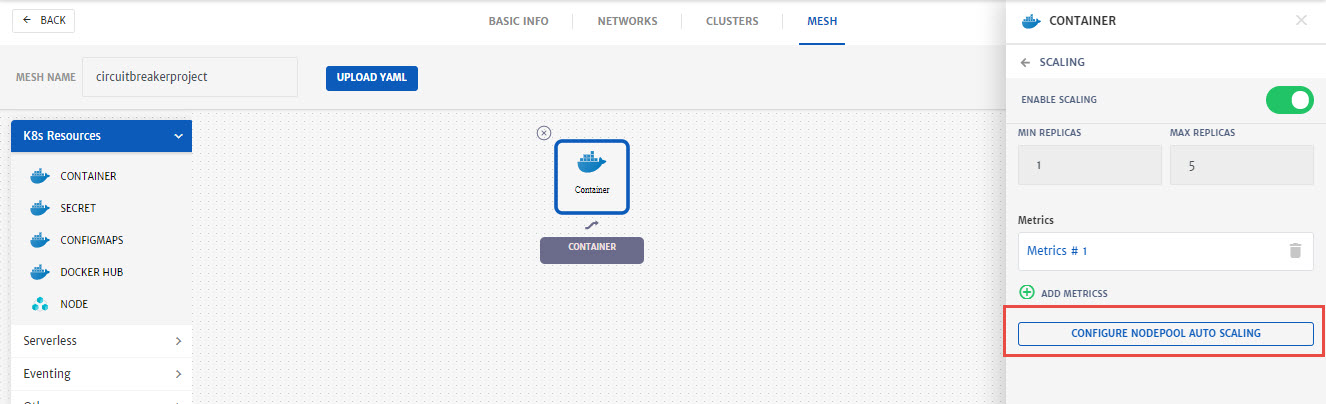 BACK
BASIC INFO
NETWORKS
CLUSTERS
MESH
MESH NAME
circuitbreakerproject
UPLOAD YAML
K8s Resources
CONTAINER
SECRET
CONFIGMAPS
DOCKER HUB
NODE
Serverless
Eventing
Container
CONTAINER
CONTAINER
SCALING
ENABLE SCALING
MIN REPLICAS
MAX REPLICAS
1
5
Metrics
Metrics # 1
ADD METRICSS
CONFIGURE NODEPOOL AUTO SCALING